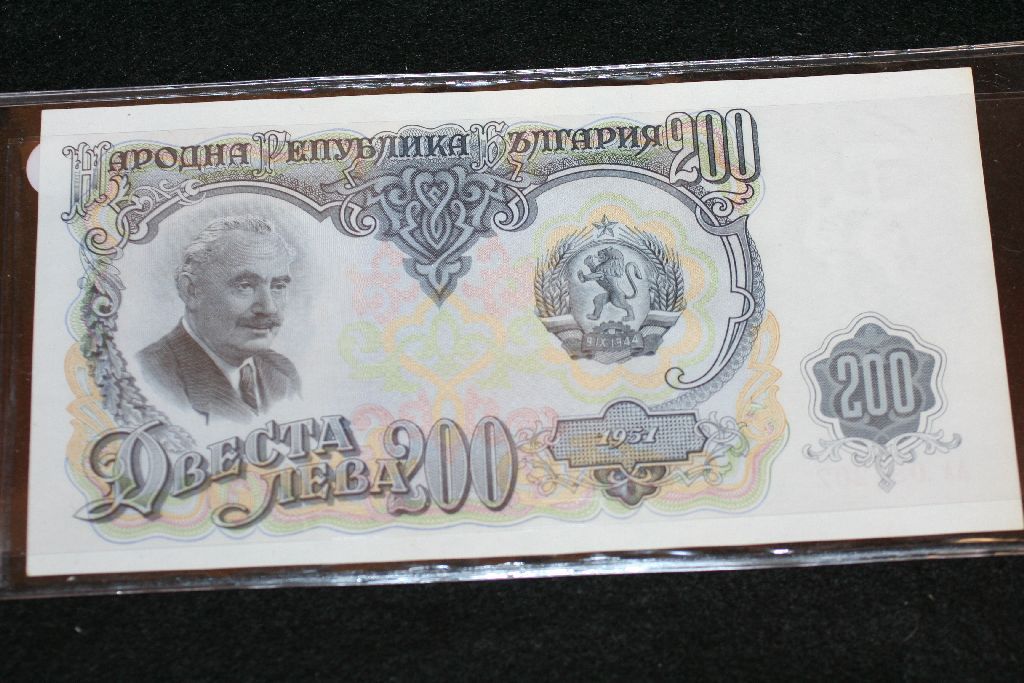 Народна Република България 200
9 IX 1944
200
Двеста
лева 200
1951